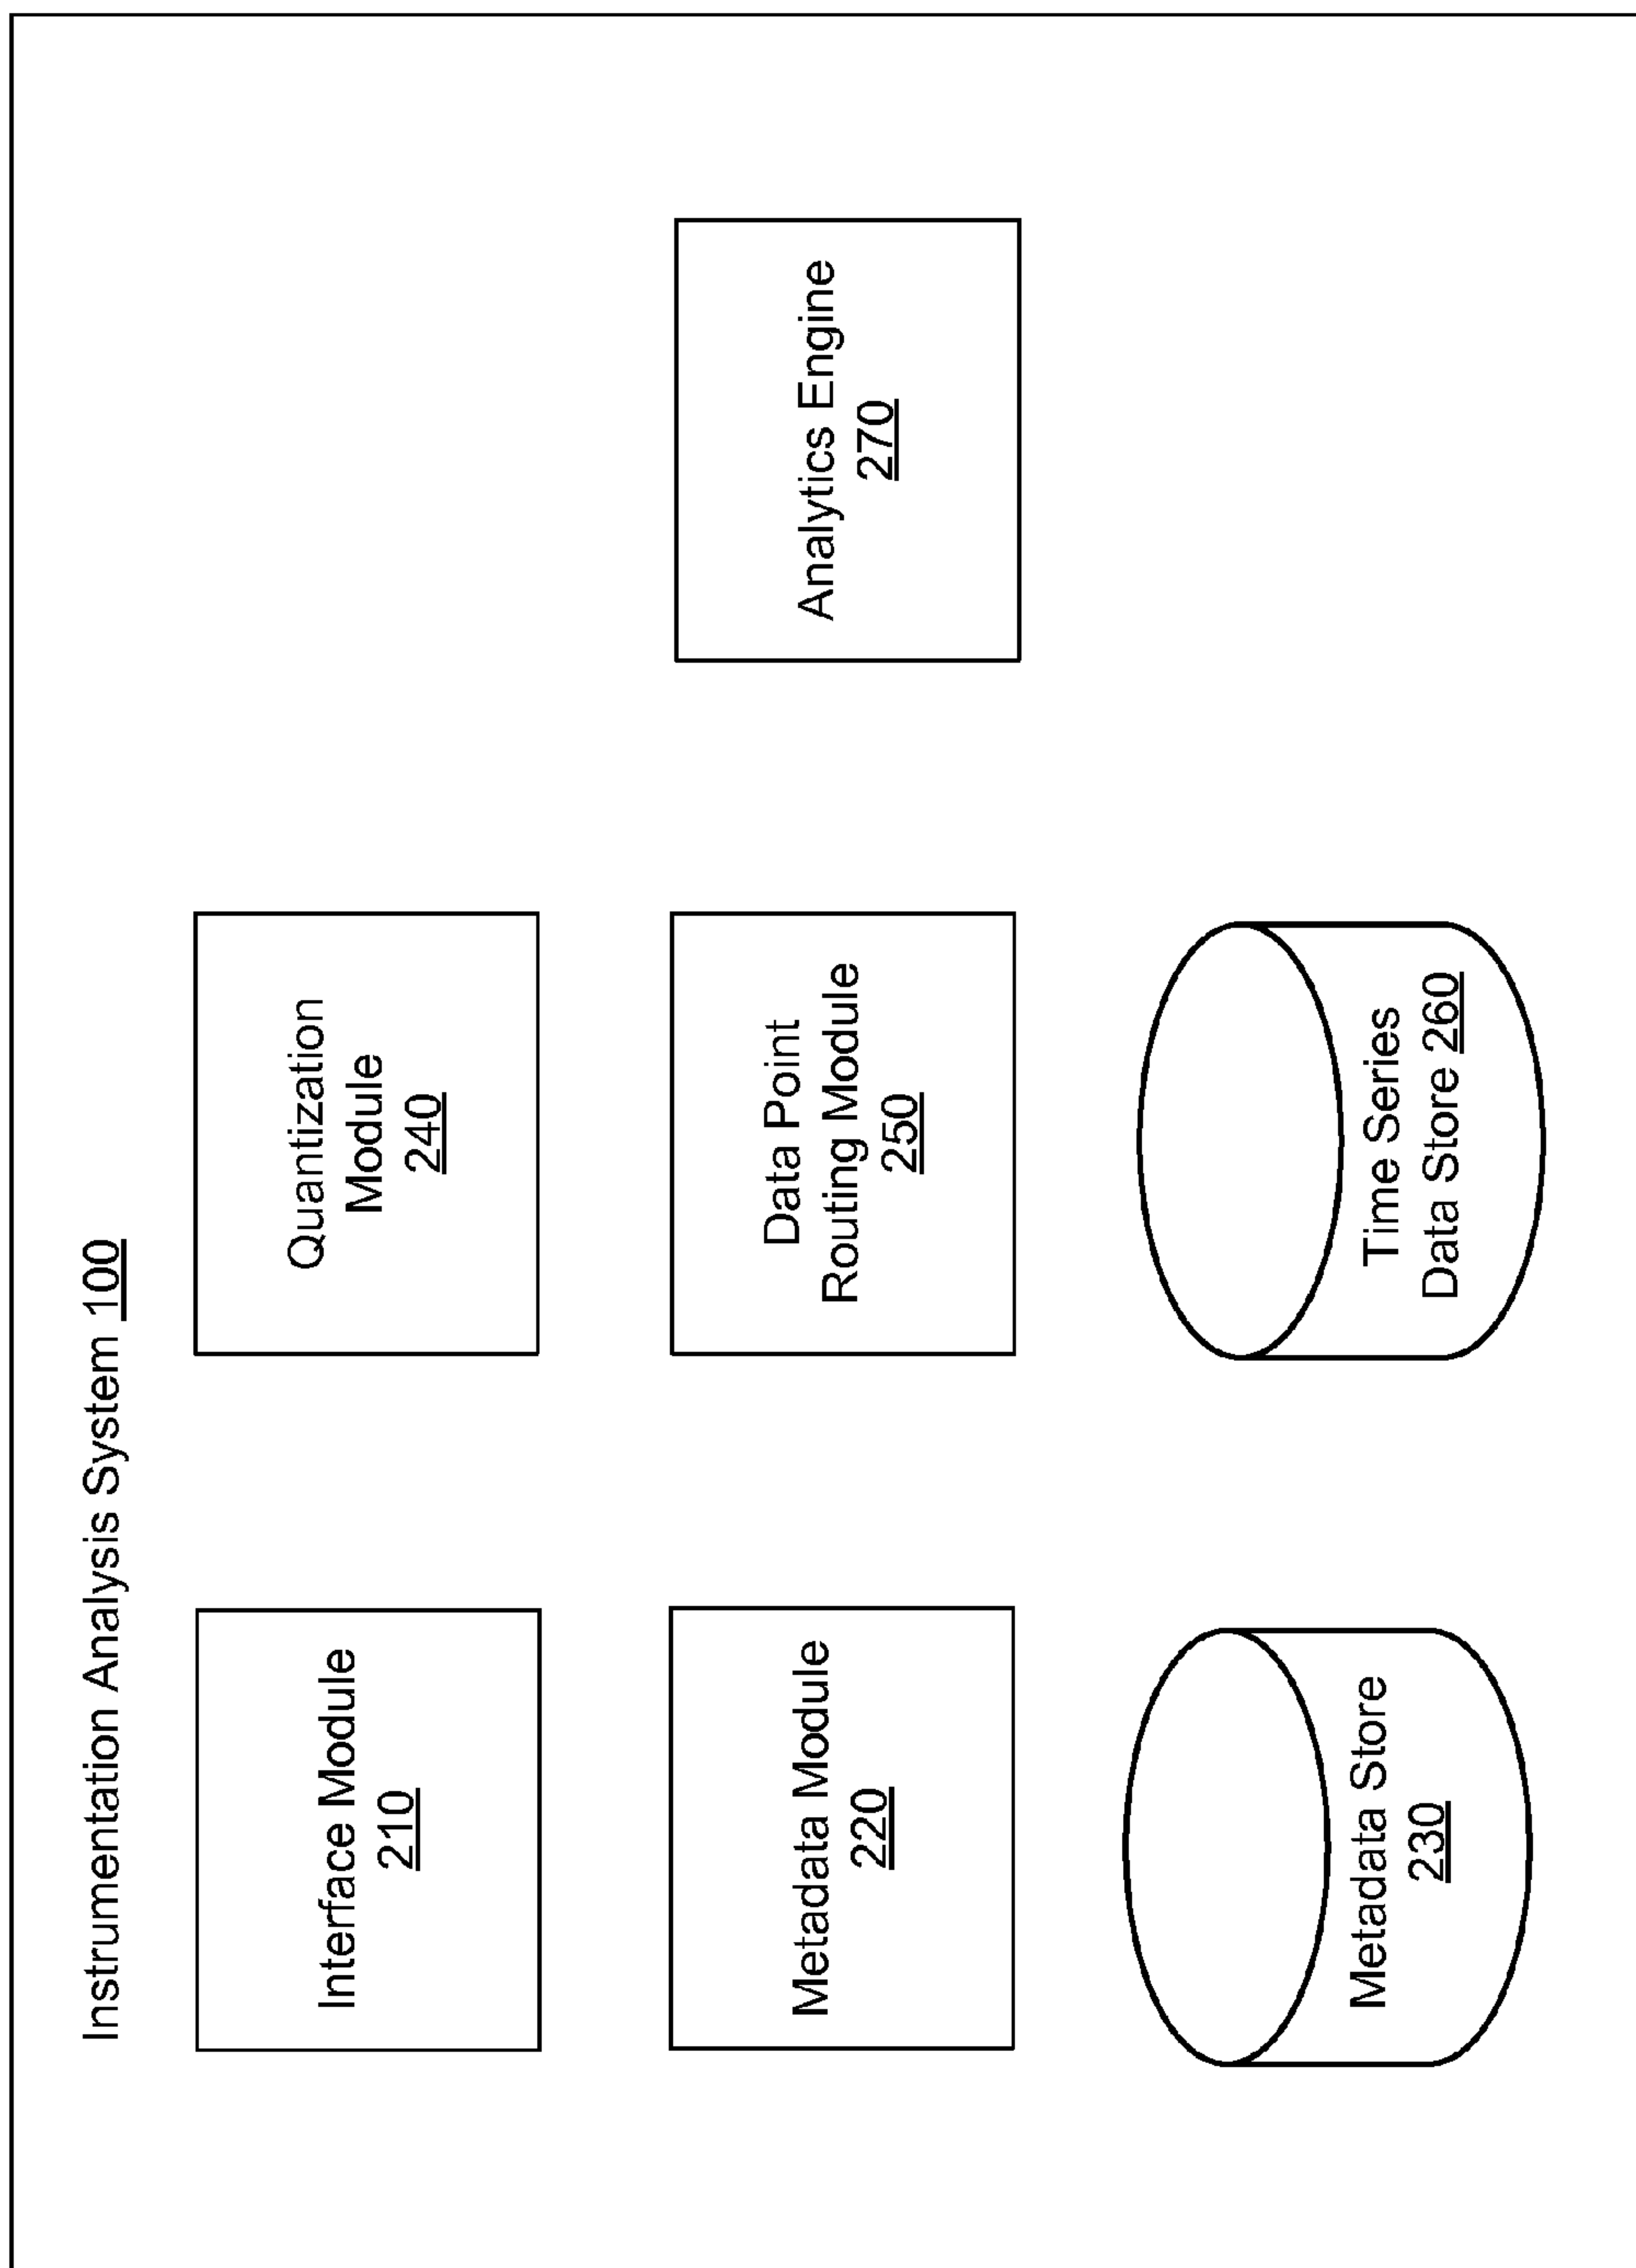 Instrumentation Analysis System 100
Interface Module
210
Quantization
Module
240
Metadata Module
220
Data Point
Routing Module
250
Analytics Engine
270
Metadata Store
230
Time Series
Data Store 260